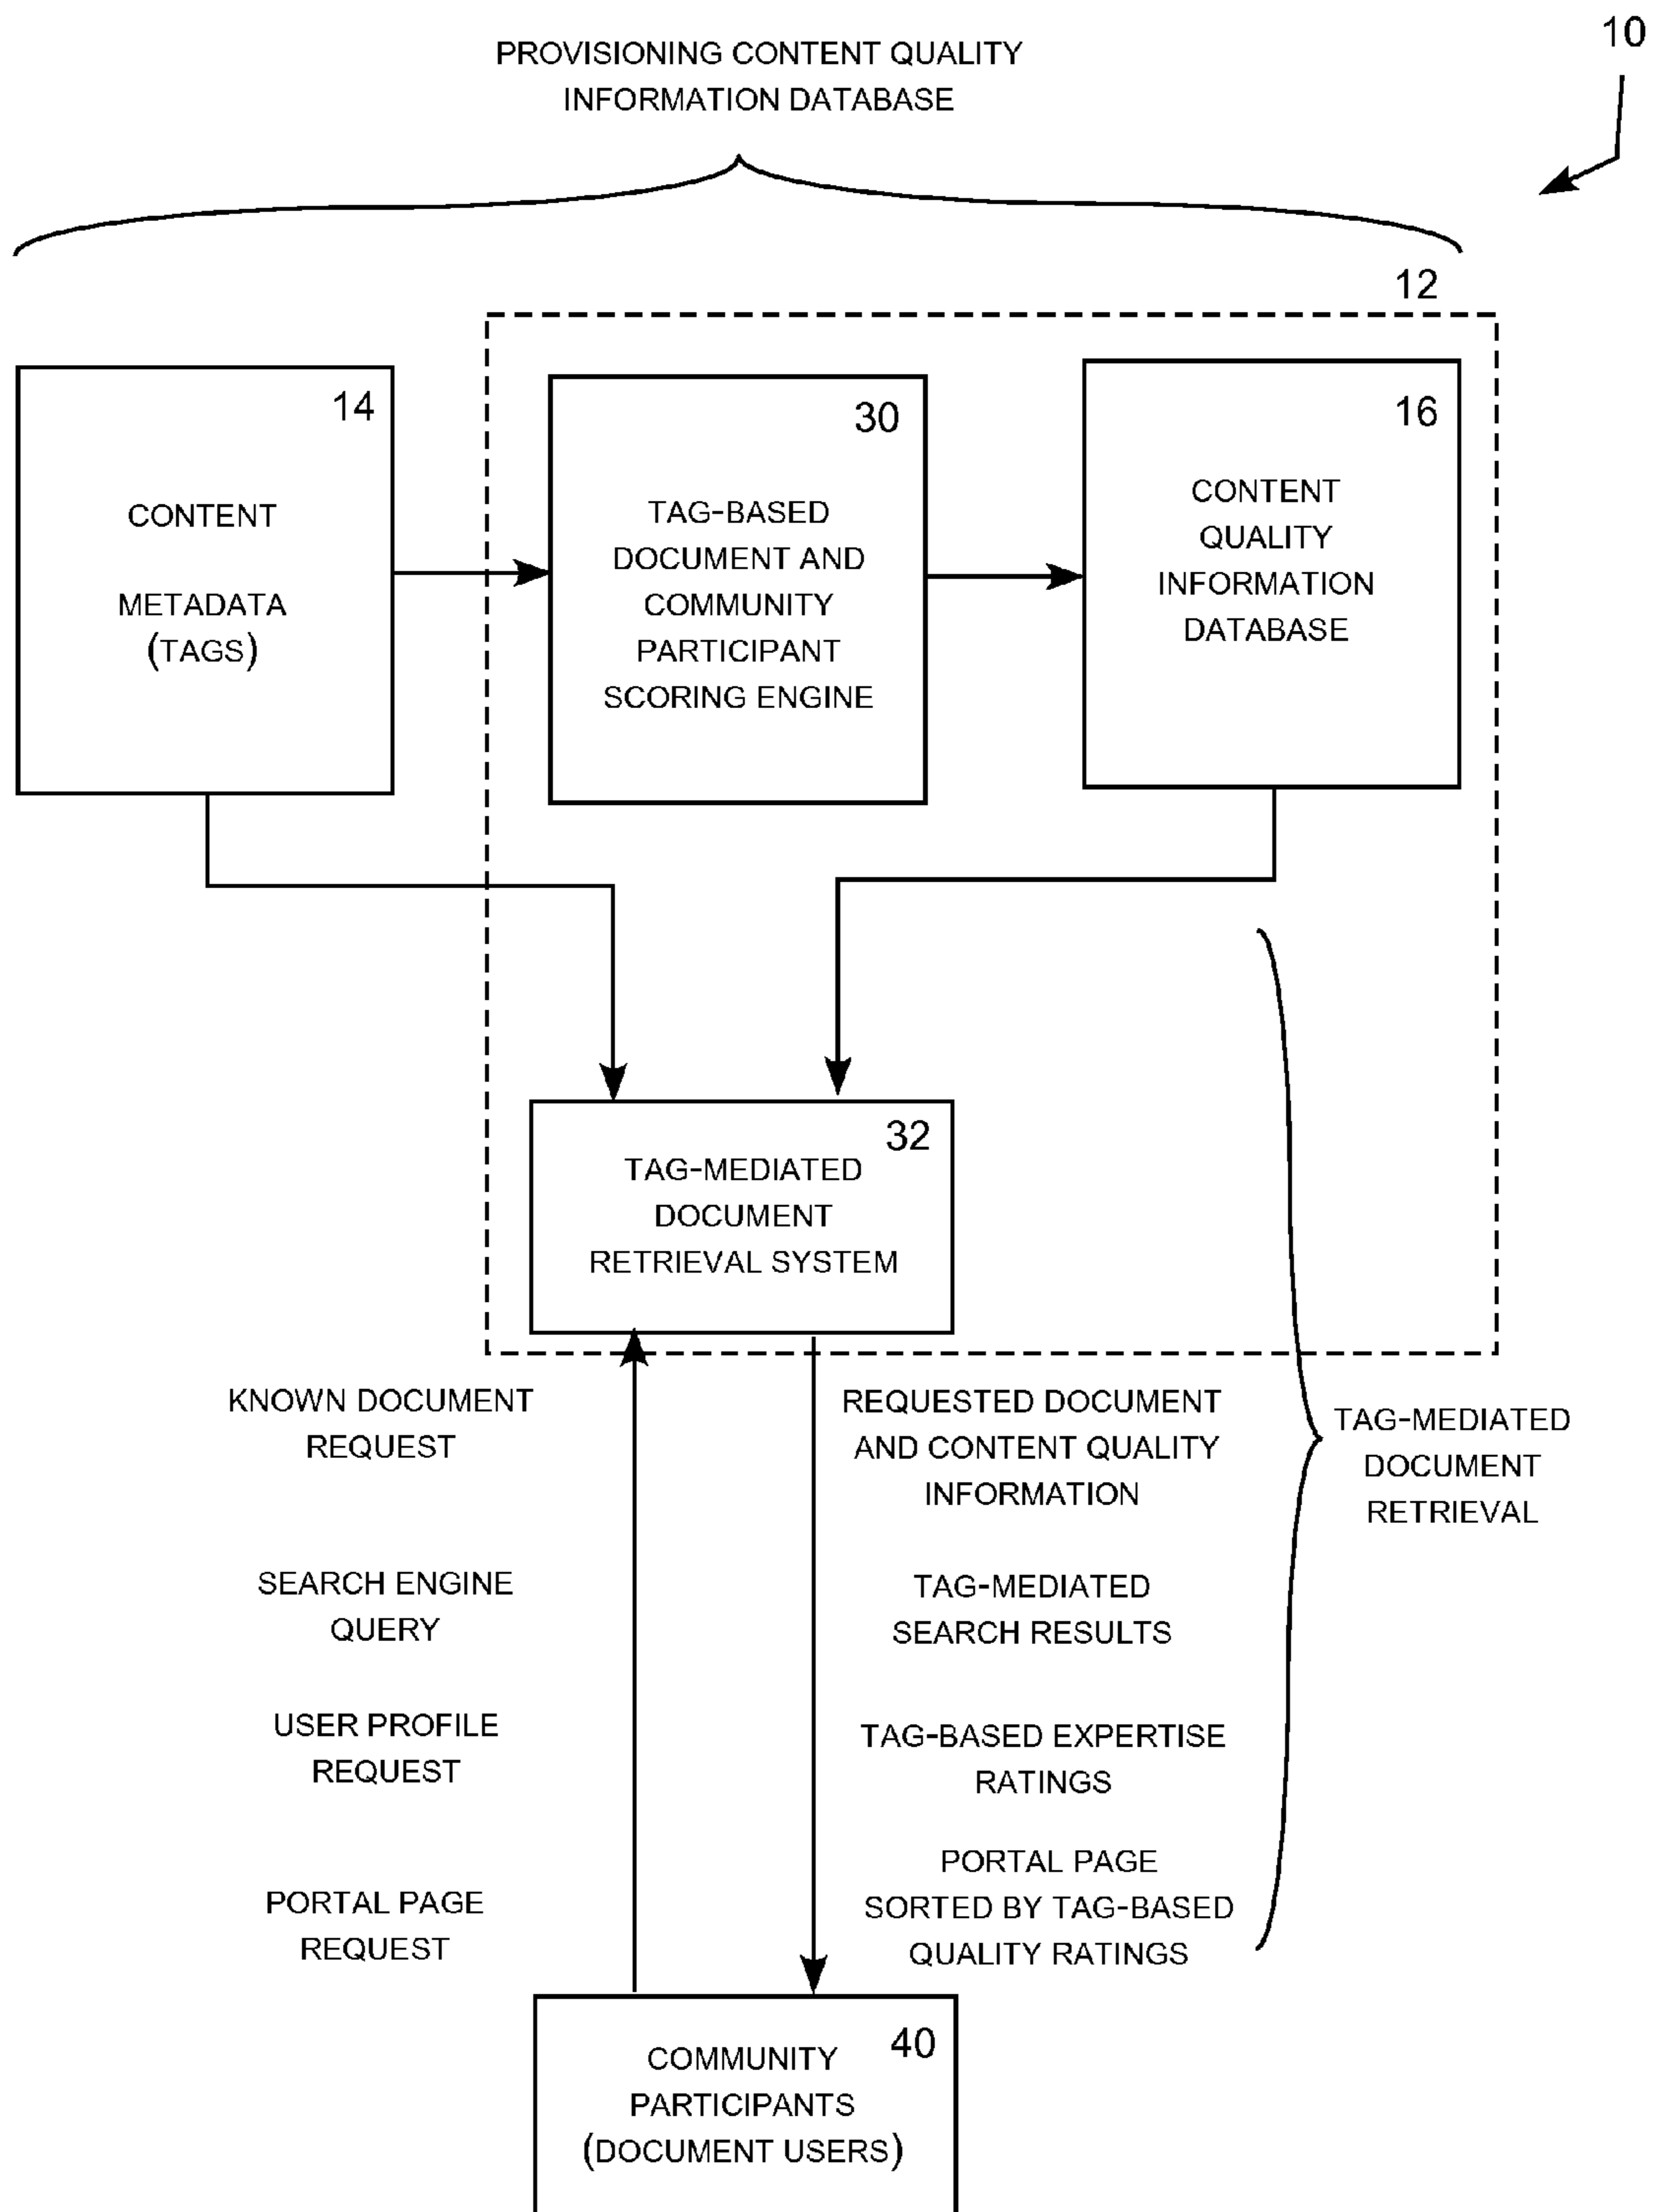 10
PROVISIONING CONTENT QUALITY
INFORMATION DATABASE
12
14
CONTENT
METADATA
(TAGS)
30
TAG-BASED
DOCUMENT AND
COMMUNITY
PARTICIPANT
SCORING ENGINE
16
CONTENT
QUALITY
INFORMATION
DATABASE
32
TAG-MEDIATED
DOCUMENT
RETRIEVAL SYSTEM
KNOWN DOCUMENT
REQUEST
SEARCH ENGINE
QUERY
USER PROFILE
REQUEST
PORTAL PAGE
REQUEST
REQUESTED DOCUMENT
AND CONTENT QUALITY
INFORMATION
TAG-MEDIATED
SEARCH RESULTS
TAG-BASED EXPERTISE
RATINGS
PORTAL PAGE
SORTED BY TAG-BASED
QUALITY RATINGS
TAG-MEDIATED
DOCUMENT
RETRIEVAL
40
COMMUNITY
PARTICIPANTS
(DOCUMENT USERS)